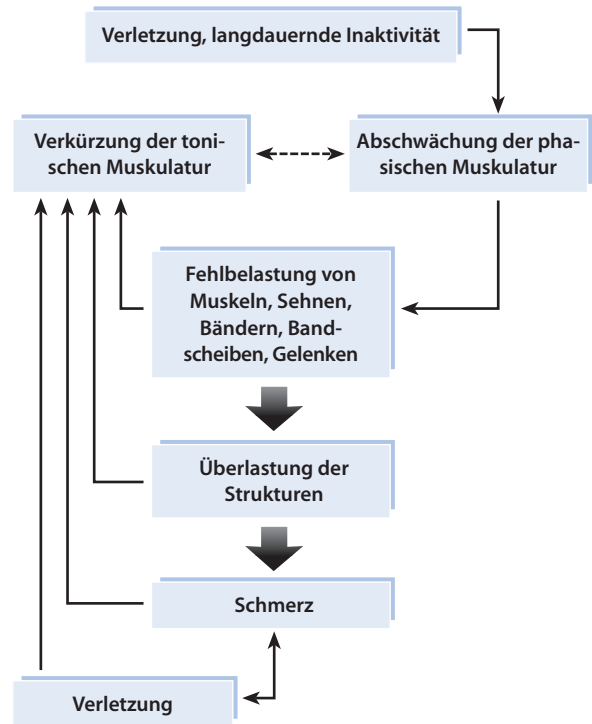 Verletzung, langdauernde Inaktivität
Verkürzung der toni-
schen Muskulatur
Abschwächung der pha-
sischen Muskulatur
Fehlbelastung von
Muskeln, Sehnen,
Bändern, Band-
scheiben, Gelenken
Überlastung der
Strukturen
Schmerz
Verletzung